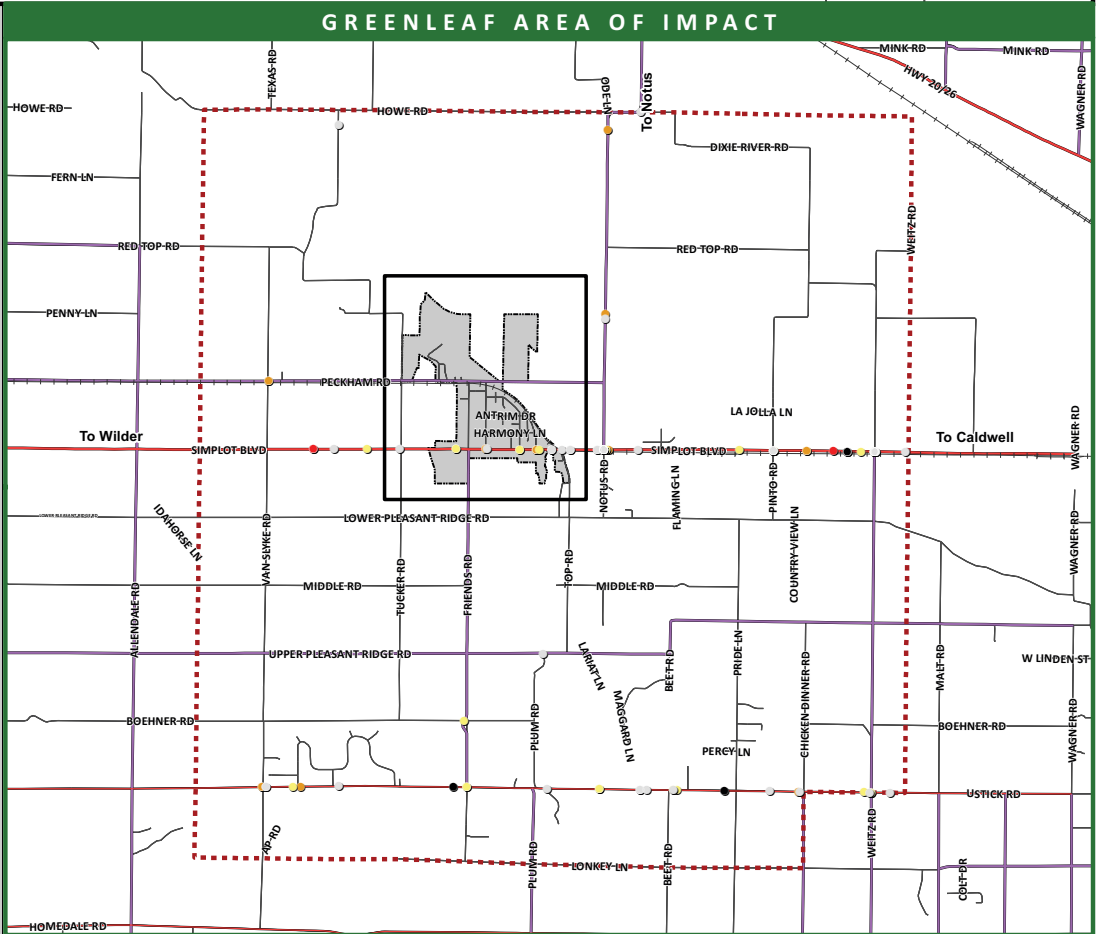 GREENLEAF AREA OF IMPACT
MINK RD
MINK RD
TEXAS RD
HWY 20/26
WAGNER RD
ODE LN
To Notus
HOWE RD
HOWE RD
DIXIE RIVER RD
FERN LN
WEITZ RD
RED TOP RD
RED TOP RD
PENNY LN
PECKHAM RD
LA JOLLA LN
ANTRIM DR
HARMONY LN
To Wilder
To Caldwell
WAGNER RD
SIMPLOT BLVD
SIMPLOT BLVD
NOTUS RD
FLAMING LN
PINTO RD
LOWER PLEASANT RIDGE RD
LOWER PLEASANT RIDGE RD
IDAHORSE LN
VAN SLYKE RD
TUCKER RD
FRIENDS RD
TOP RD
COUNTRY VIEW LN
WAGNER RD
MIDDLE RD
MIDDLE RD
ALLENDALE RD
UPPER PLEASANT RIDGE RD
LARIAT LN
BEET RD
PRIDE LN
CHICKEN DINNER RD
MALT RD
W LINDEN ST
BOEHNER RD
PLUM RD
MAGGARD LN
PERCY LN
BOEHNER RD
WAGNER RD
USTICK RD
AP RD
WEITZ RD
PLUM RD
LONKEY LN
BEET RD
COLT DR
HOMEDALE RD